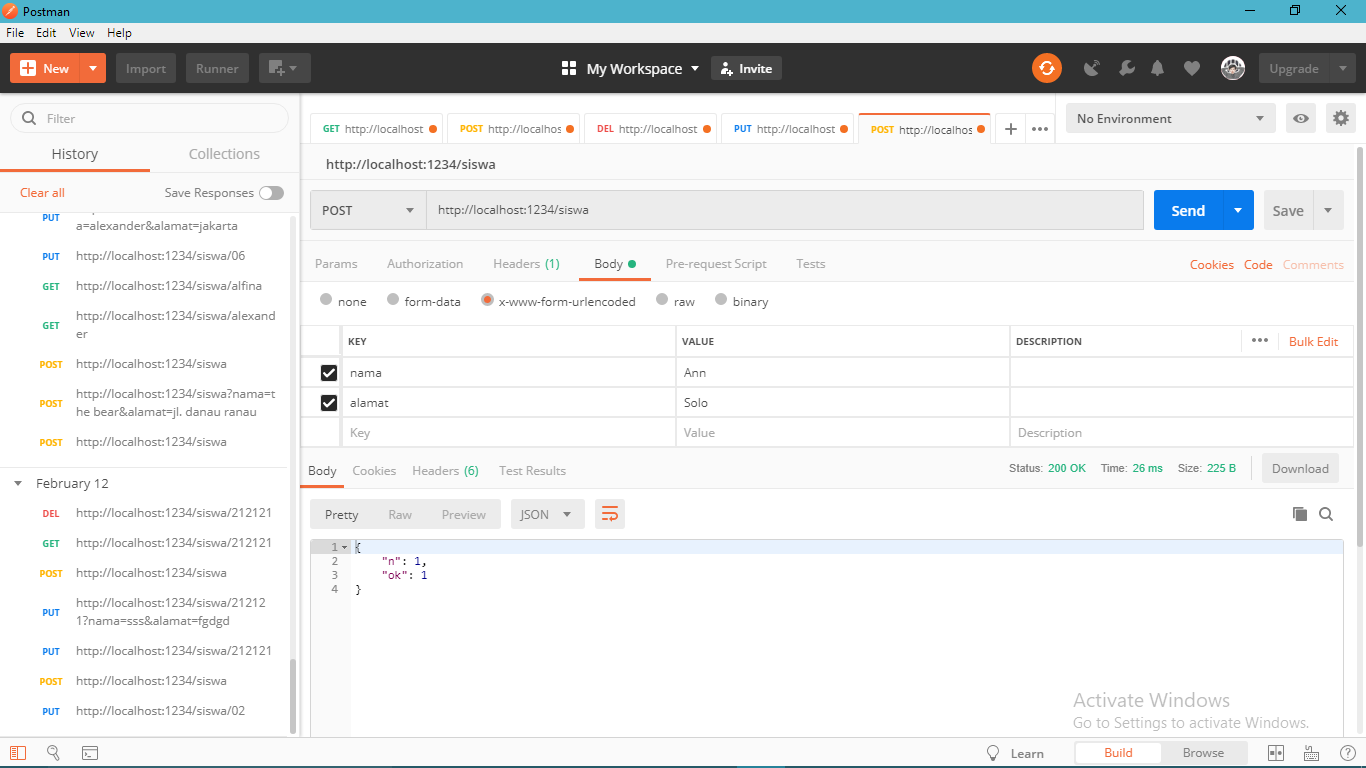 Postman
File Edit View Help
New Import Runner My Workspace Invite Upgrade
Filter
History Collections
Clear all Save Responses
PUT
a=alexander&alamat=jakarta
PUT http://localhost:1234/siswa/06
GET http://localhost:1234/siswa/alfina
GET http://localhost:1234/siswa/alexand
er
POST http://localhost:1234/siswa
POST http://localhost:1234/siswa?nama=t
he bear&alamat=jl. danau ranau
POST http://localhost:1234/siswa
February 12
DEL http://localhost:1234/siswa/212121
GET http://localhost:1234/siswa/212121
POST http://localhost:1234/siswa
PUT http://localhost:1234/siswa/21212
1?nama=sss&alamat=fgdgd
PUT http://localhost:1234/siswa/212121
POST http://localhost:1234/siswa
PUT http://localhost:1234/siswa/02
GET http://localhost POST http://localhos DEL http://localhost PUT http://localhost POST http://localhos
No Environment
http://localhost:1234/siswa
POST http://localhost:1234/siswa Send Save
Params Authorization Headers (1) Body Pre-request Script Tests Cookies Code Comments
none form-data x-www-form-urlencoded raw binary
KEY VALUE DESCRIPTION ••• Bulk Edit
nama Ann
alamat Solo
Key Value Description
Body Cookies Headers (6) Test Results Status: 200 OK Time: 26 ms Size: 225 B Download
Pretty Raw Preview JSON
1 {
2 "n": 1,
3 "ok": 1
4 }
Activate Windows
Go to Settings to activate Windows.
Learn Build Browse